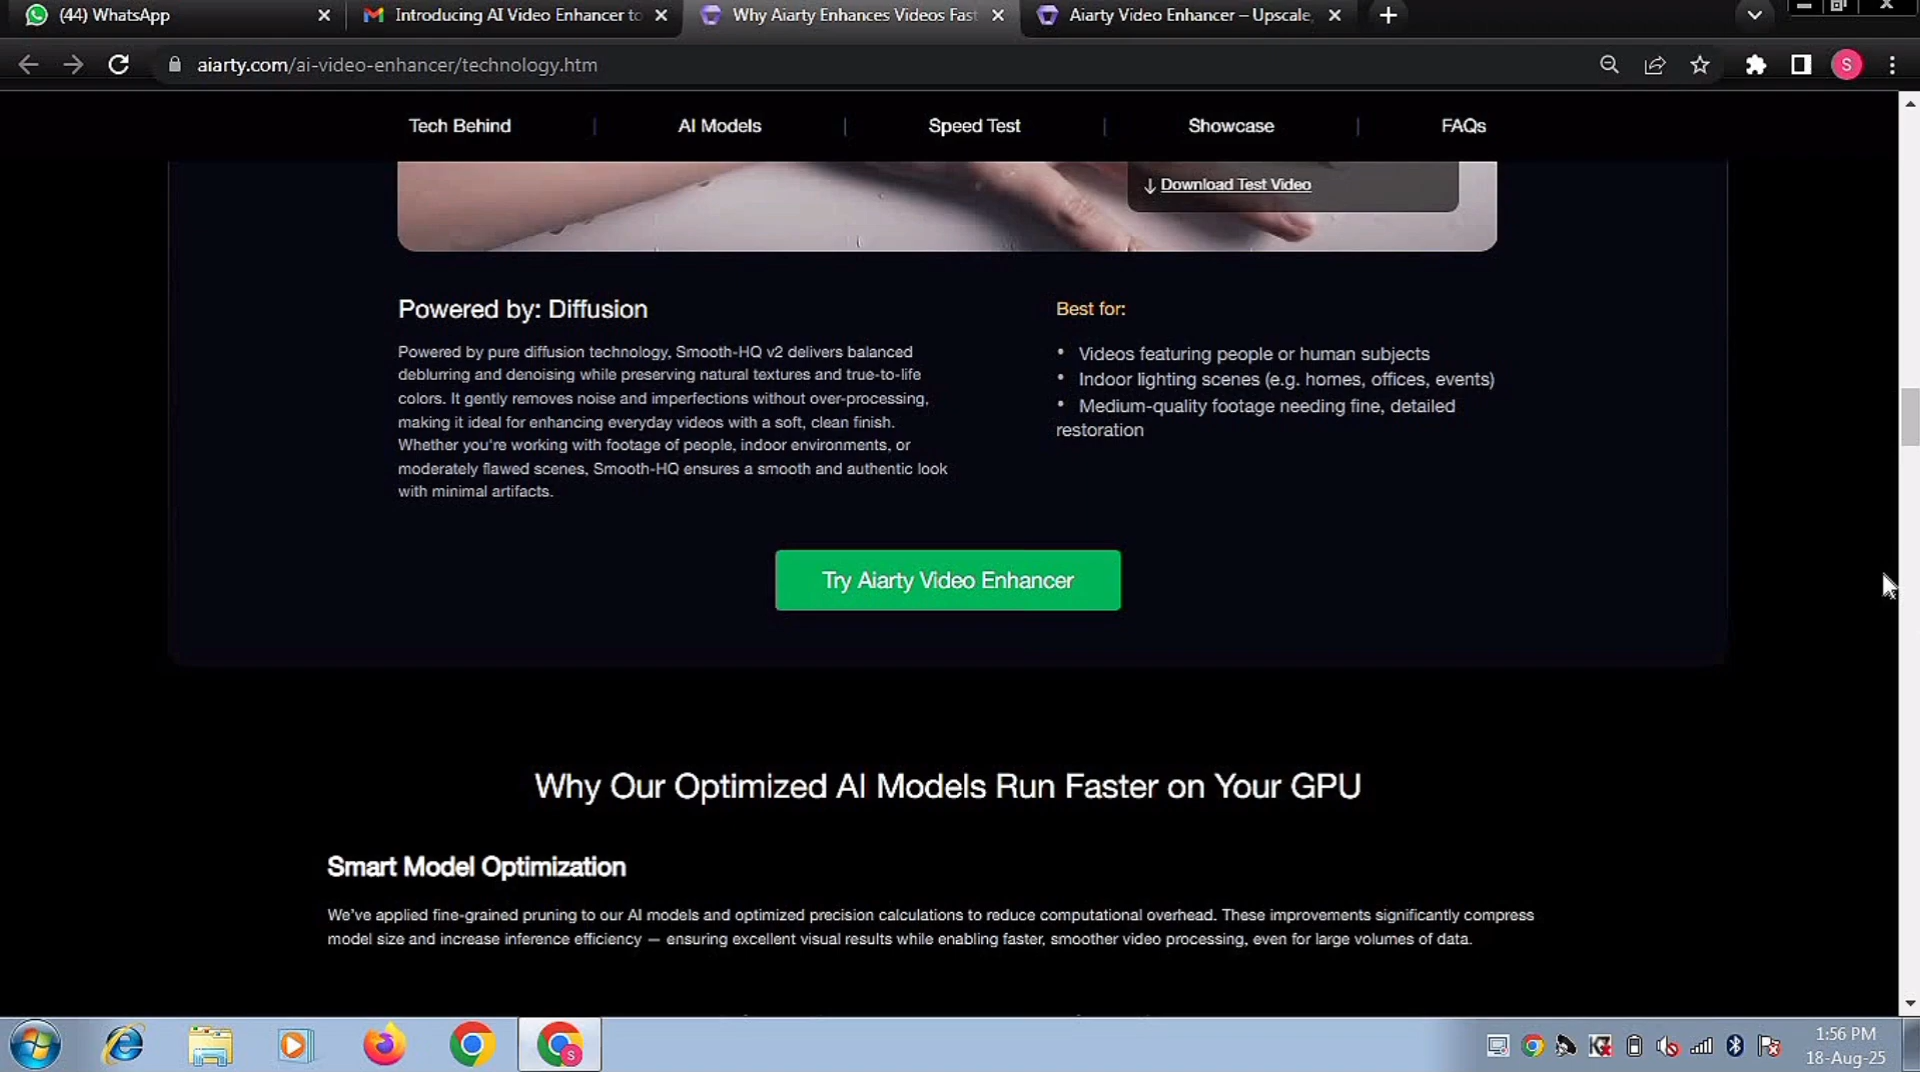 (44) WhatsApp
Introducing AI Video Enhancer to
Why Aiarty Enhances Videos Fast
Aiarty Video Enhancer – Upscale,
aiarty.com/ai-video-enhancer/technology.htm
S
Tech Behind
AI Models
Speed Test
Showcase
FAQs
Download Test Video
Powered by: Diffusion
Powered by pure diffusion technology, Smooth-HQ v2 delivers balanced
deblurring and denoising while preserving natural textures and true-to-life
colors. It gently removes noise and imperfections without over-processing,
making it ideal for enhancing everyday videos with a soft, clean finish.
Whether you're working with footage of people, indoor environments, or
moderately flawed scenes, Smooth-HQ ensures a smooth and authentic look
with minimal artifacts.
Best for:
• Videos featuring people or human subjects
• Indoor lighting scenes (e.g. homes, offices, events)
• Medium-quality footage needing fine, detailed
restoration
Try Aiarty Video Enhancer
Why Our Optimized AI Models Run Faster on Your GPU
Smart Model Optimization
We've applied fine-grained pruning to our AI models and optimized precision calculations to reduce computational overhead. These improvements significantly compress
model size and increase inference efficiency — ensuring excellent visual results while enabling faster, smoother video processing, even for large volumes of data.
S
1:56 PM
18-Aug-25